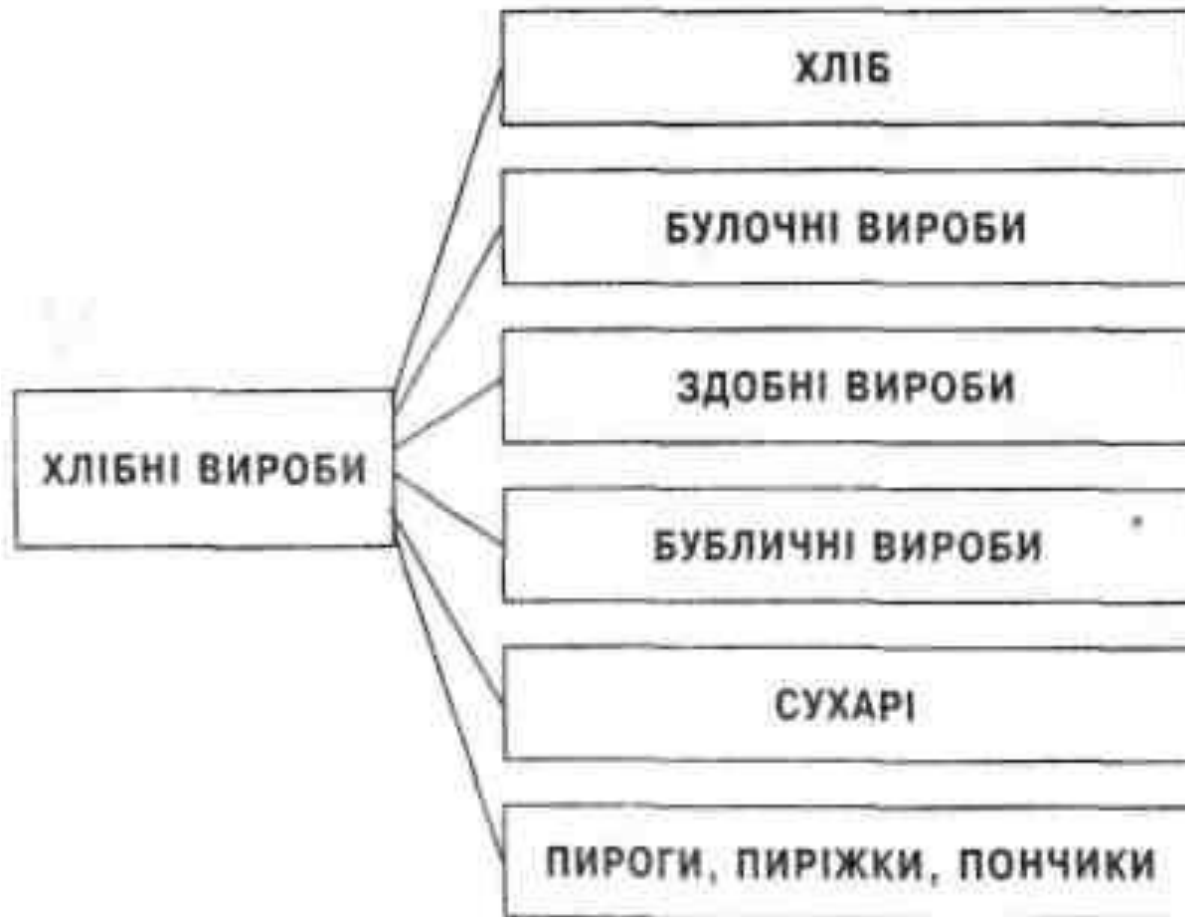 ХЛІБ
БУЛОЧНІ ВИРОБИ
ЗДОБНІ ВИРОБИ
ХЛІБНІ ВИРОБИ
БУБЛИЧНІ ВИРОБИ
СУХАРІ
ПИРОГИ, ПИРІЖКИ, ПОНЧИКИ